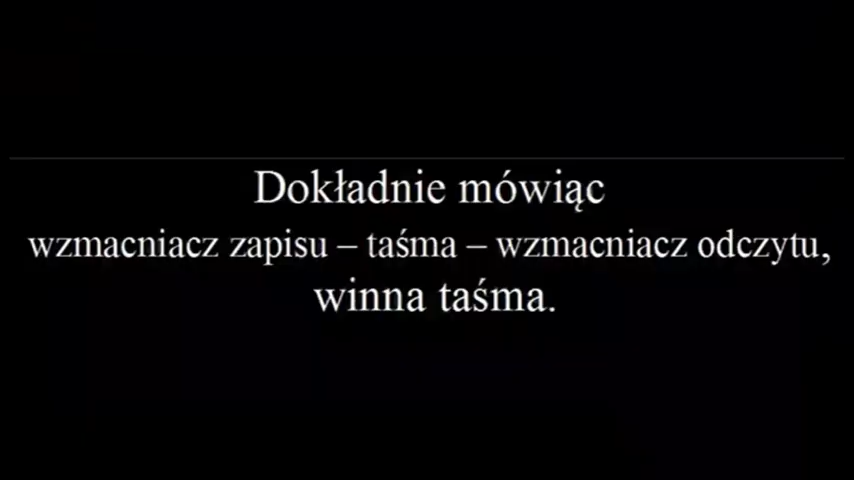 Dokładnie mówiąc
wzmacniacz zapisu – taśma – wzmacniacz odczytu,
winna taśma.